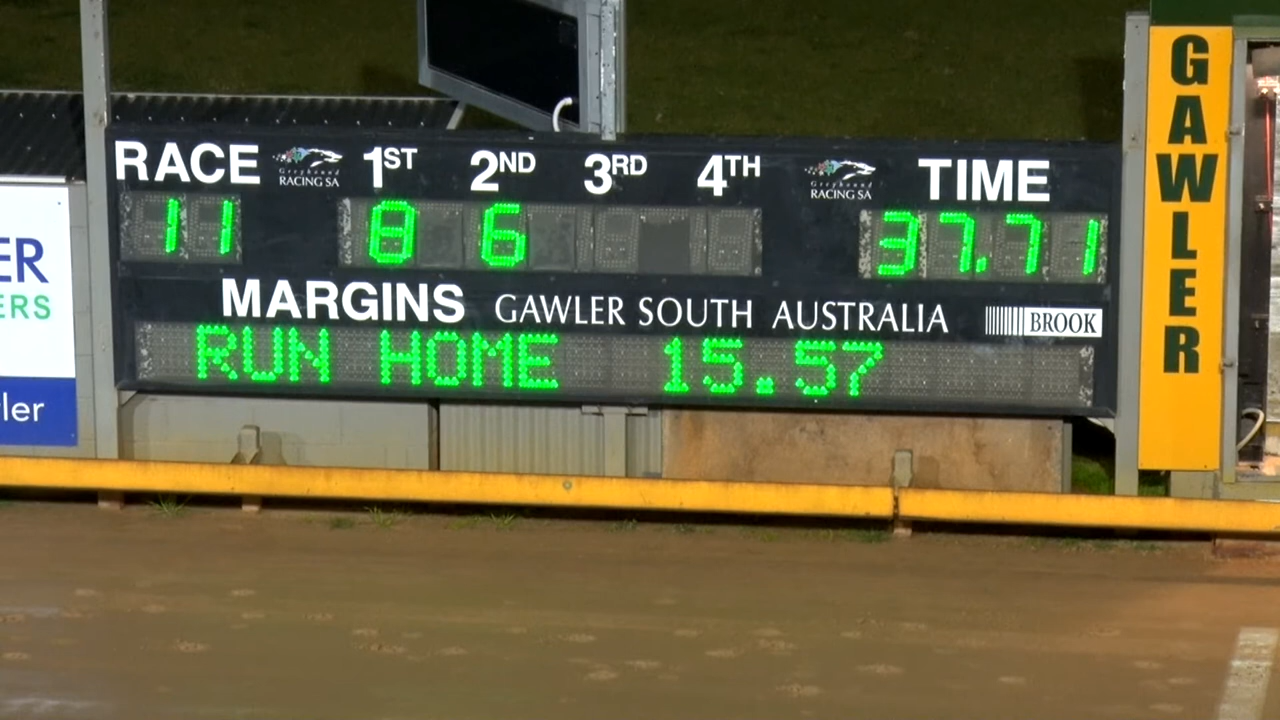 RACE Greyhound RACING SA 1ST 2ND 3RD 4TH Greyhound RACING SA TIME
11 8 6 37.71
MARGINS GAWLER SOUTH AUSTRALIA BROOK
RUN HOME 15.57
GAWLER
ER
ERS
ler